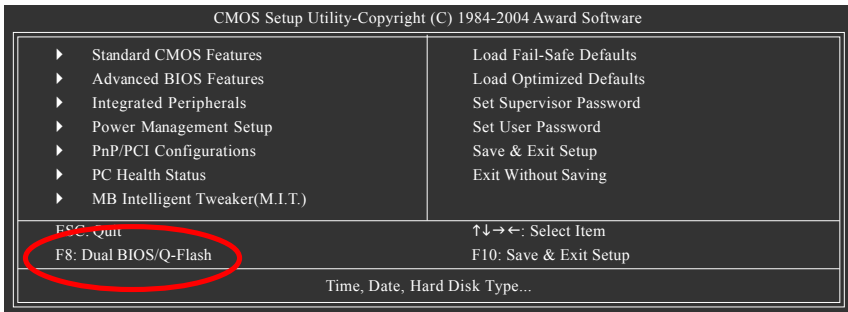 CMOS Setup Utility-Copyright (C) 1984-2004 Award Software
Standard CMOS Features
Advanced BIOS Features
Integrated Peripherals
Power Management Setup
PnP/PCI Configurations
PC Health Status
MB Intelligent Tweaker(M.I.T.)
Load Fail-Safe Defaults
Load Optimized Defaults
Set Supervisor Password
Set User Password
Save & Exit Setup
Exit Without Saving
ESC: Quit
↑↓→←: Select Item
F8: Dual BIOS/Q-Flash
F10: Save & Exit Setup
Time, Date, Hard Disk Type...